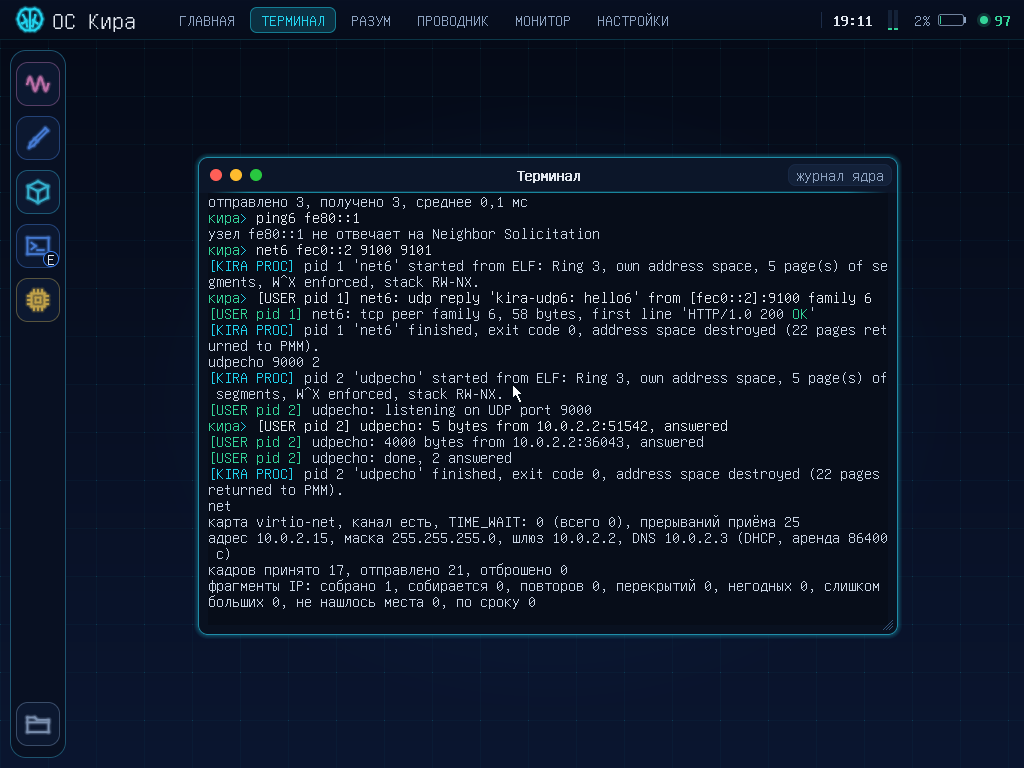 ОС Кира ГЛАВНАЯ ТЕРМИНАЛ РАЗУМ ПРОВОДНИК МОНИТОР НАСТРОЙКИ 19:11 2% 97
E
Терминал журнал ядра
отправлено 3, получено 3, среднее 0,1 мс
кира> ping6 fe80::1
узел fe80::1 не отвечает на Neighbor Solicitation
кира> net6 fec0::2 9100 9101
[KIRA PROC] pid 1 'net6' started from ELF: Ring 3, own address space, 5 page(s) of se
gments, W^X enforced, stack RW-NX.
кира> [USER pid 1] net6: udp reply 'kira-udp6: hello6' from [fec0::2]:9100 family 6
[USER pid 1] net6: tcp peer family 6, 58 bytes, first line 'HTTP/1.0 200 OK'
[KIRA PROC] pid 1 'net6' finished, exit code 0, address space destroyed (22 pages ret
urned to PMM).
udpecho 9000 2
[KIRA PROC] pid 2 'udpecho' started from ELF: Ring 3, own address space, 5 page(s) of
segments, W^X enforced, stack RW-NX.
[USER pid 2] udpecho: listening on UDP port 9000
кира> [USER pid 2] udpecho: 5 bytes from 10.0.2.2:51542, answered
[USER pid 2] udpecho: 4000 bytes from 10.0.2.2:36043, answered
[USER pid 2] udpecho: done, 2 answered
[KIRA PROC] pid 2 'udpecho' finished, exit code 0, address space destroyed (22 pages
returned to PMM).
net
карта virtio-net, канал есть, TIME_WAIT: 0 (всего 0), прерываний приёма 25
адрес 10.0.2.15, маска 255.255.255.0, шлюз 10.0.2.2, DNS 10.0.2.3 (DHCP, аренда 86400
с)
кадров принято 17, отправлено 21, отброшено 0
фрагменты IP: собрано 1, собирается 0, повторов 0, перекрытий 0, негодных 0, слишком
больших 0, не нашлось места 0, по сроку 0